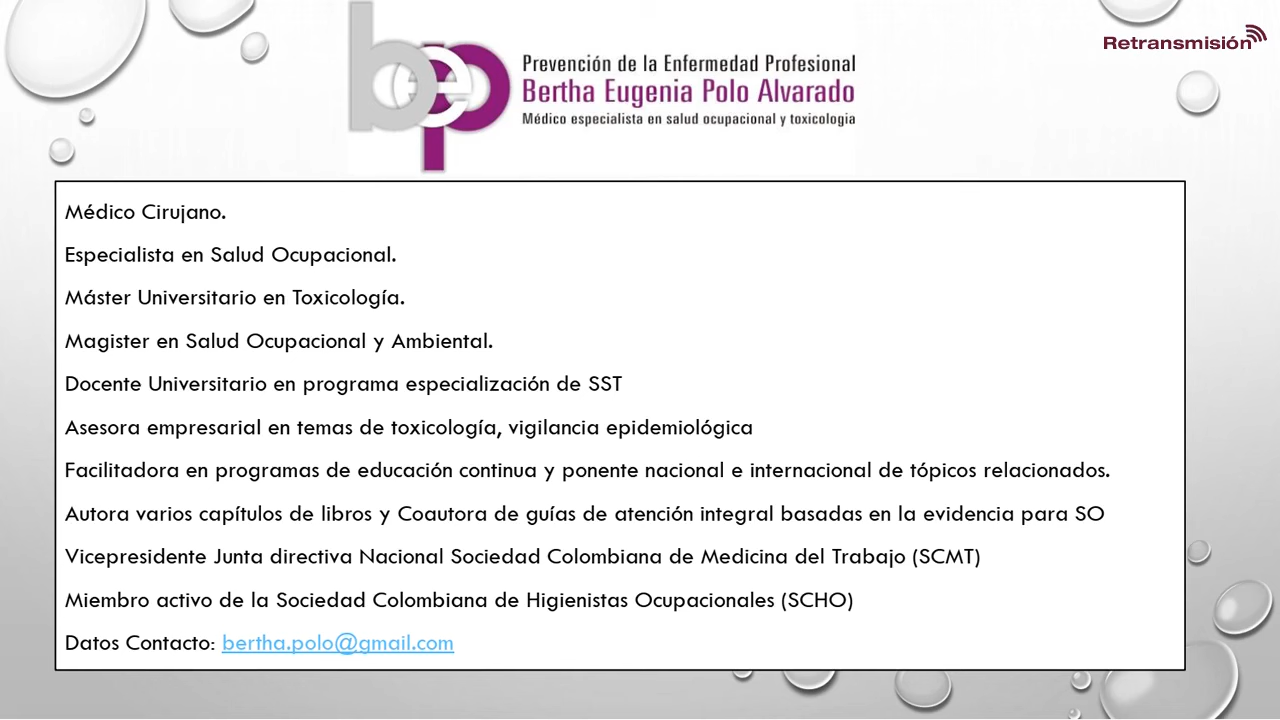 Retransmisión
bep
Prevención de la Enfermedad Profesional
Bertha Eugenia Polo Alvarado
Médico especialista en salud ocupacional y toxicologia
Médico Cirujano.
Especialista en Salud Ocupacional.
Máster Universitario en Toxicología.
Magister en Salud Ocupacional y Ambiental.
Docente Universitario en programa especialización de SST
Asesora empresarial en temas de toxicología, vigilancia epidemiológica
Facilitadora en programas de educación continua y ponente nacional e internacional de tópicos relacionados.
Autora varios capítulos de libros y Coautora de guías de atención integral basadas en la evidencia para SO
Vicepresidente Junta directiva Nacional Sociedad Colombiana de Medicina del Trabajo (SCMT)
Miembro activo de la Sociedad Colombiana de Higienistas Ocupacionales (SCHO)
Datos Contacto: bertha.polo@gmail.com